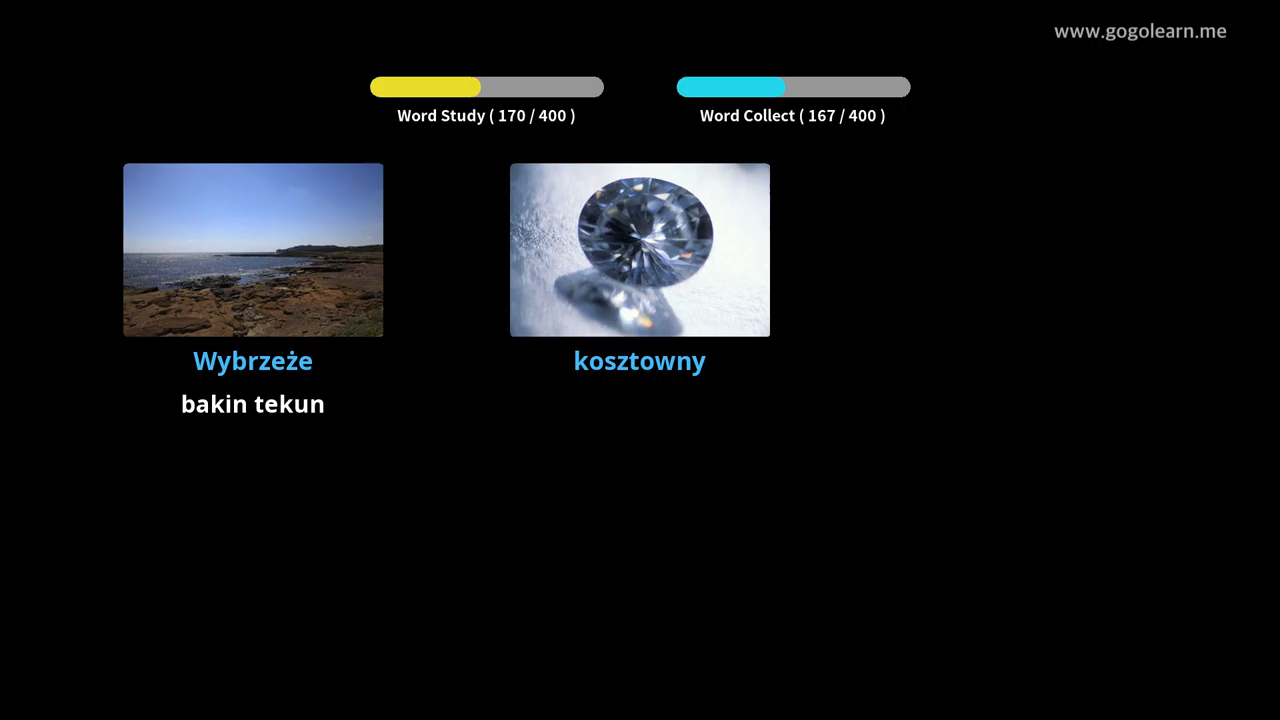 www.gogolearn.me
Word Study ( 170 / 400 )
Word Collect ( 167 / 400 )
Wybrzeże
kosztowny
bakin tekun